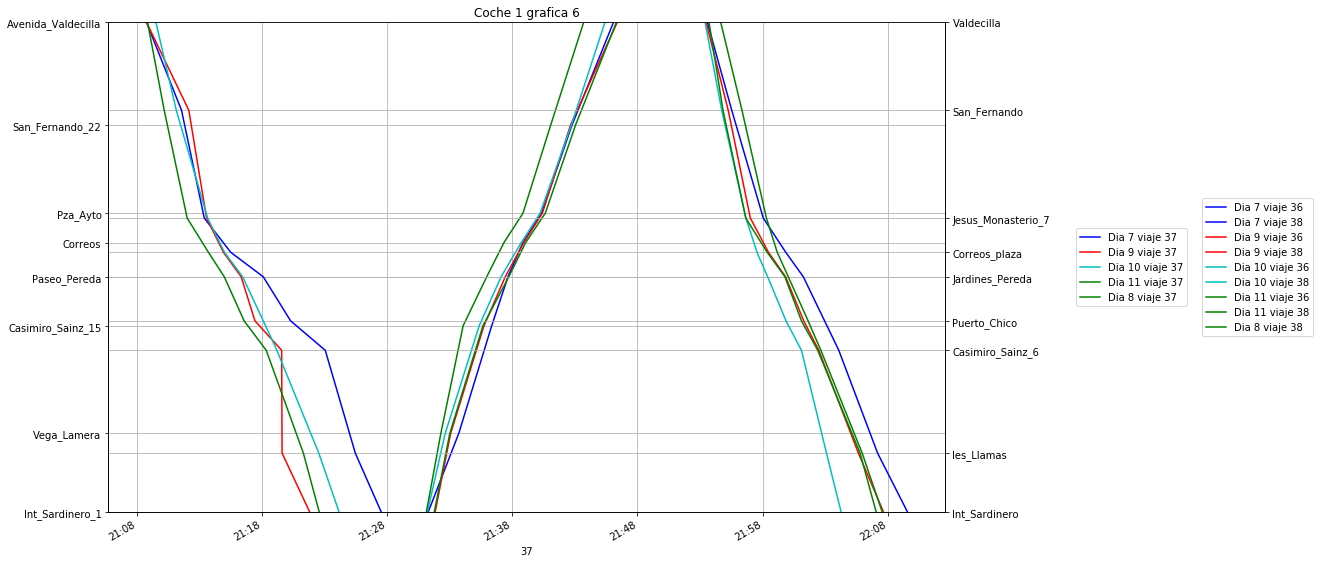 Coche 1 grafica 6
Avenida_Valdecilla
San_Fernando_22
Pza_Ayto
Correos
Paseo_Pereda
Casimiro_Sainz_15
Vega_Lamera
Int_Sardinero_1
Valdecilla
San_Fernando
Jesus_Monasterio_7
Correos_plaza
Jardines_Pereda
Puerto_Chico
Casimiro_Sainz_6
Ies_Llamas
Int_Sardinero
21:08
21:18
21:28
21:38
21:48
21:58
22:08
37
Dia 7 viaje 37
Dia 9 viaje 37
Dia 10 viaje 37
Dia 11 viaje 37
Dia 8 viaje 37
Dia 7 viaje 36
Dia 7 viaje 38
Dia 9 viaje 36
Dia 9 viaje 38
Dia 10 viaje 36
Dia 10 viaje 38
Dia 11 viaje 36
Dia 11 viaje 38
Dia 8 viaje 38